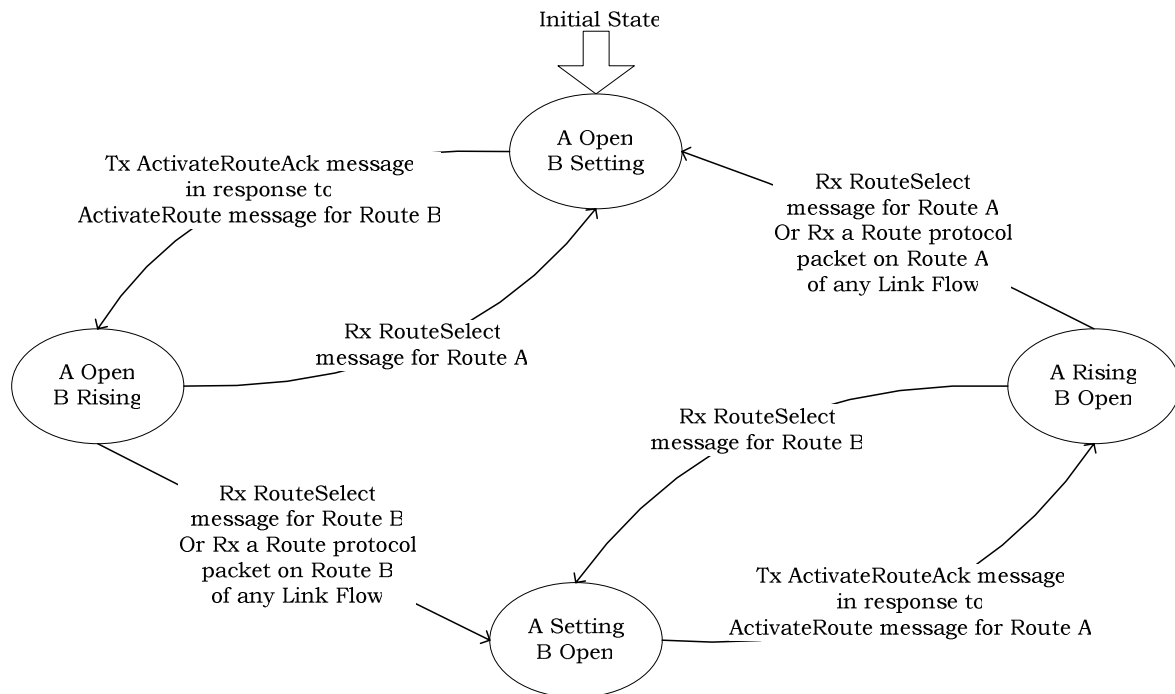 Initial State
A Open
B Setting
Tx ActivateRouteAck message
in response to
ActivateRoute message for Route B
Rx RouteSelect
message for Route A
Or Rx a Route protocol
packet on Route A
of any Link Flow
Rx RouteSelect
message for Route A
A Open
B Rising
A Rising
B Open
Rx RouteSelect
message for Route B
Rx RouteSelect
message for Route B
Or Rx a Route protocol
packet on Route B
of any Link Flow
Tx ActivateRouteAck message
in response to
ActivateRoute message for Route A
A Setting
B Open